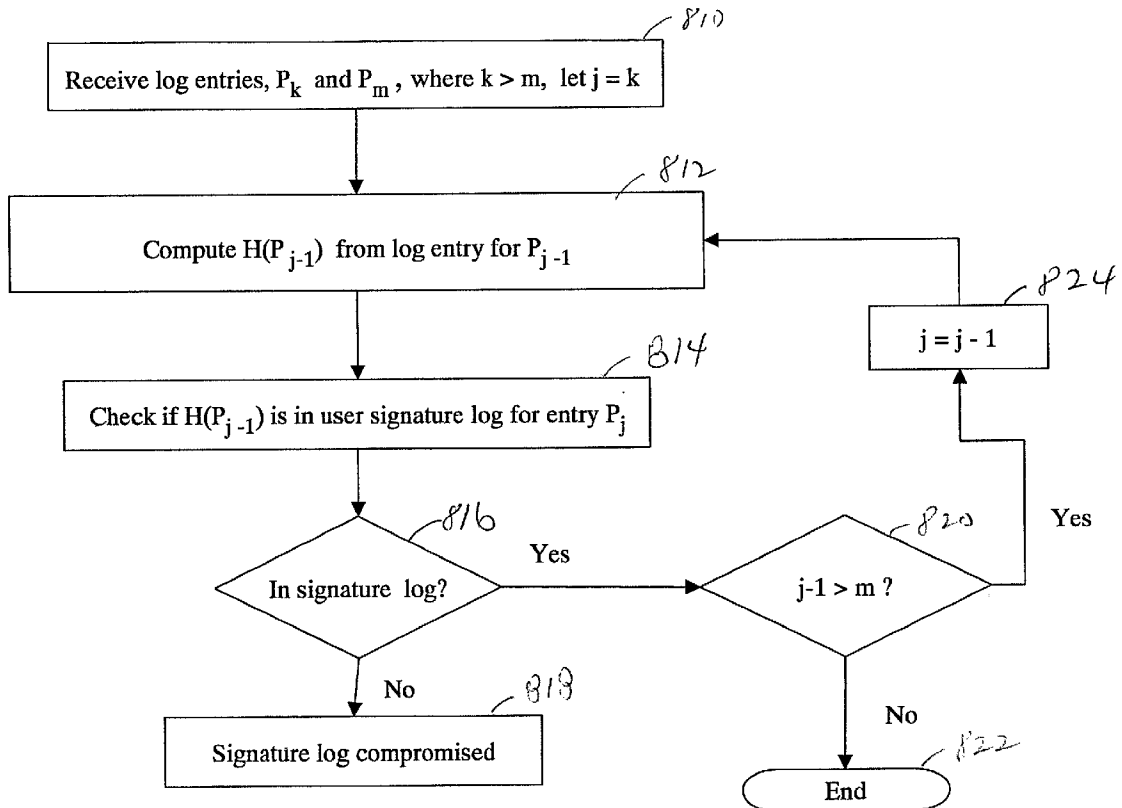 810
Receive log entries, Pk and Pm , where k > m, let j = k
812
Compute H(P j-1) from log entry for P j -1
824
j = j - 1
814
Check if H(Pj -1) is in user signature log for entry Pj
816
820
Yes
Yes
In signature log?
j-1 > m ?
No
818
Signature log compromised
No
822
End